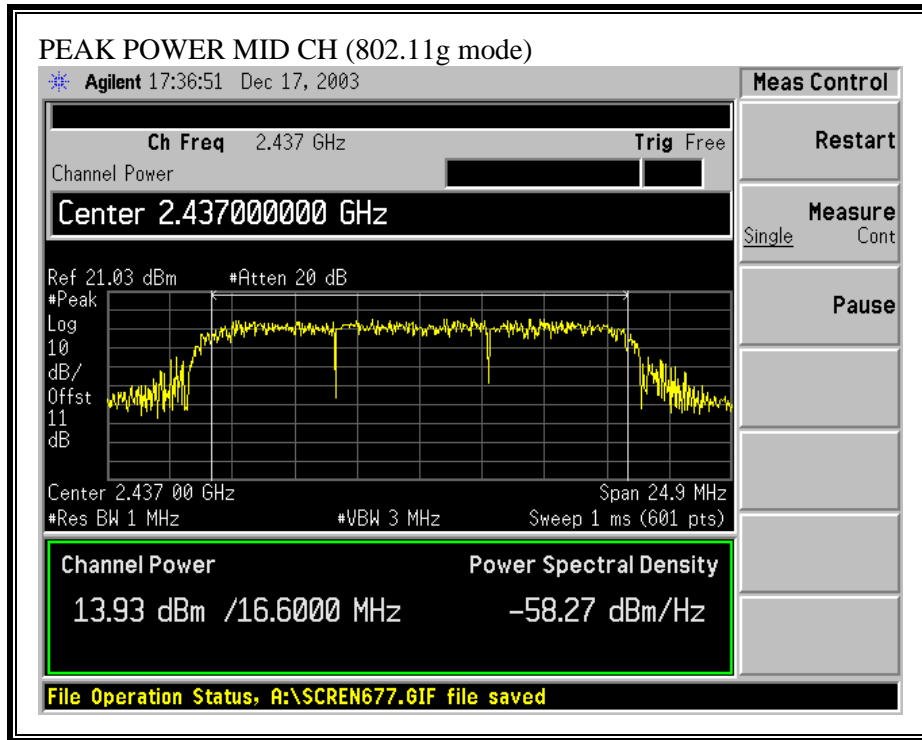 PEAK POWER MID CH (802.11g mode)
Agilent 17:36:51 Dec 17, 2003
Meas Control
Ch Freq 2.437 GHz
Trig Free
Channel Power
Restart
Center 2.437000000 GHz
Measure
Single Cont
Ref 21.03 dBm #Atten 20 dB
#Peak
Log
10
dB/
Offst
11
dB
Pause
Center 2.437 00 GHz
Span 24.9 MHz
#Res BW 1 MHz #VBW 3 MHz Sweep 1 ms (601 pts)
Channel Power
Power Spectral Density
13.93 dBm /16.6000 MHz
-58.27 dBm/Hz
File Operation Status, A:\SCREN677.GIF file saved